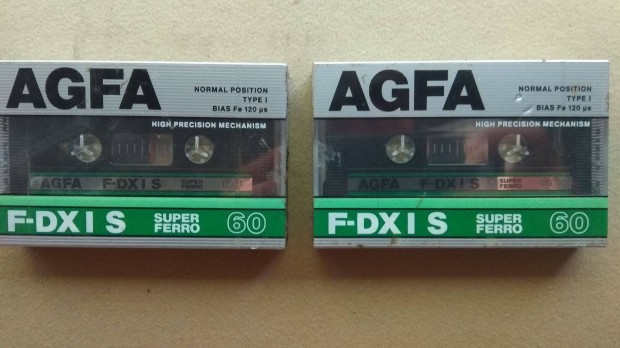 AGFA
NORMAL POSITION
TYPE I
BIAS Fe 120 µs
HIGH PRECISION MECHANISM
AGFA F-DX I S SUPER FERRO 60
F-DX I S SUPER FERRO 60
AGFA
NORMAL POSITION
TYPE I
BIAS Fe 120 µs
HIGH PRECISION MECHANISM
AGFA F-DX I S SUPER FERRO 60
F-DX I S SUPER FERRO 60